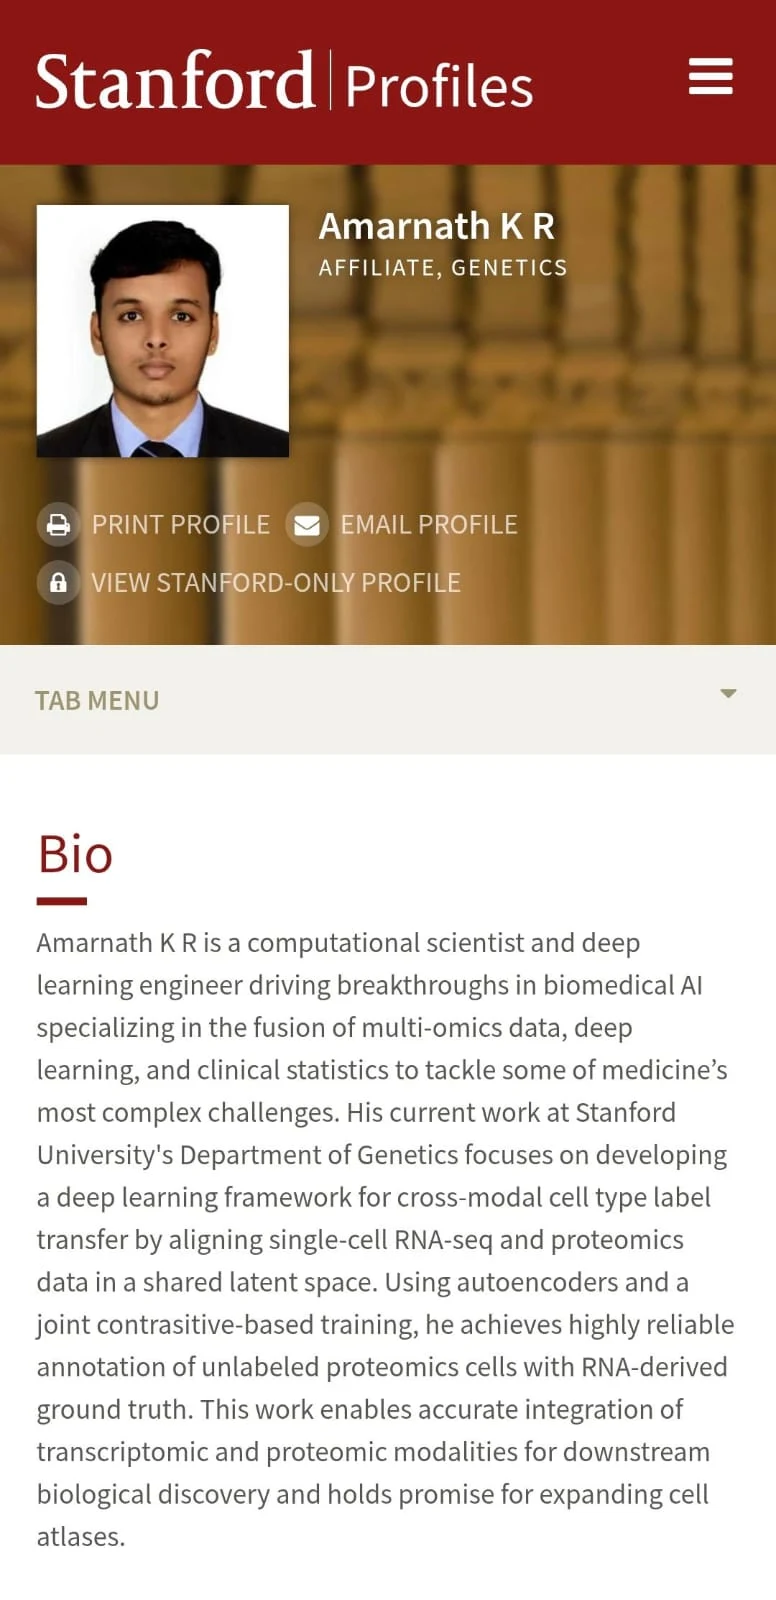 Stanford Profiles
Amarnath K R
AFFILIATE, GENETICS
PRINT PROFILE EMAIL PROFILE
VIEW STANFORD-ONLY PROFILE
TAB MENU
Bio
Amarnath K R is a computational scientist and deep
learning engineer driving breakthroughs in biomedical AI
specializing in the fusion of multi-omics data, deep
learning, and clinical statistics to tackle some of medicine’s
most complex challenges. His current work at Stanford
University's Department of Genetics focuses on developing
a deep learning framework for cross-modal cell type label
transfer by aligning single-cell RNA-seq and proteomics
data in a shared latent space. Using autoencoders and a
joint contrasitive-based training, he achieves highly reliable
annotation of unlabeled proteomics cells with RNA-derived
ground truth. This work enables accurate integration of
transcriptomic and proteomic modalities for downstream
biological discovery and holds promise for expanding cell
atlases.